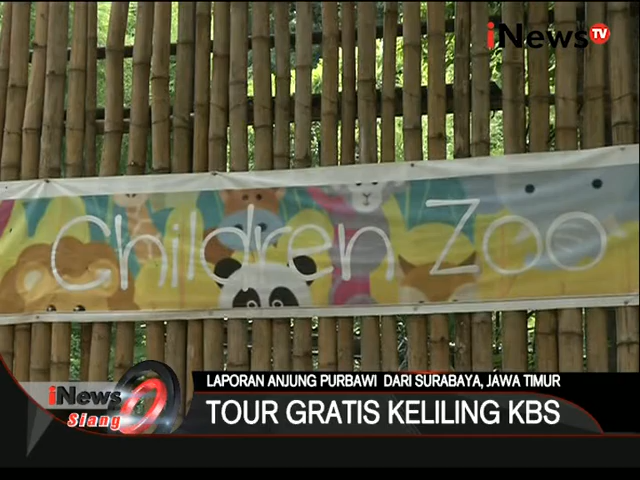 iNews TV
Children Zoo
LAPORAN ANJUNG PURBAWI DARI SURABAYA, JAWA TIMUR
iNews
Siang
TOUR GRATIS KELILING KBS